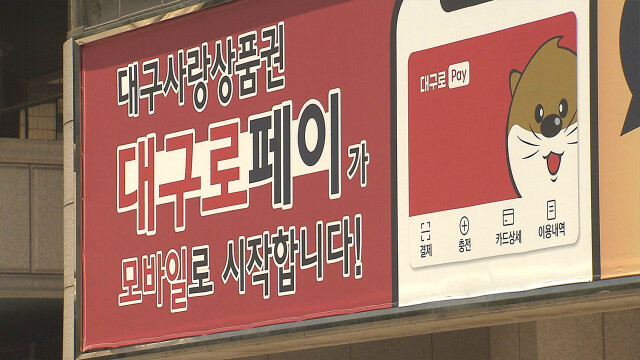 대구사랑상품권
대구로페이가
모바일로 시작합니다!
대구로 Pay
결제 충전 카드상세 이용내역